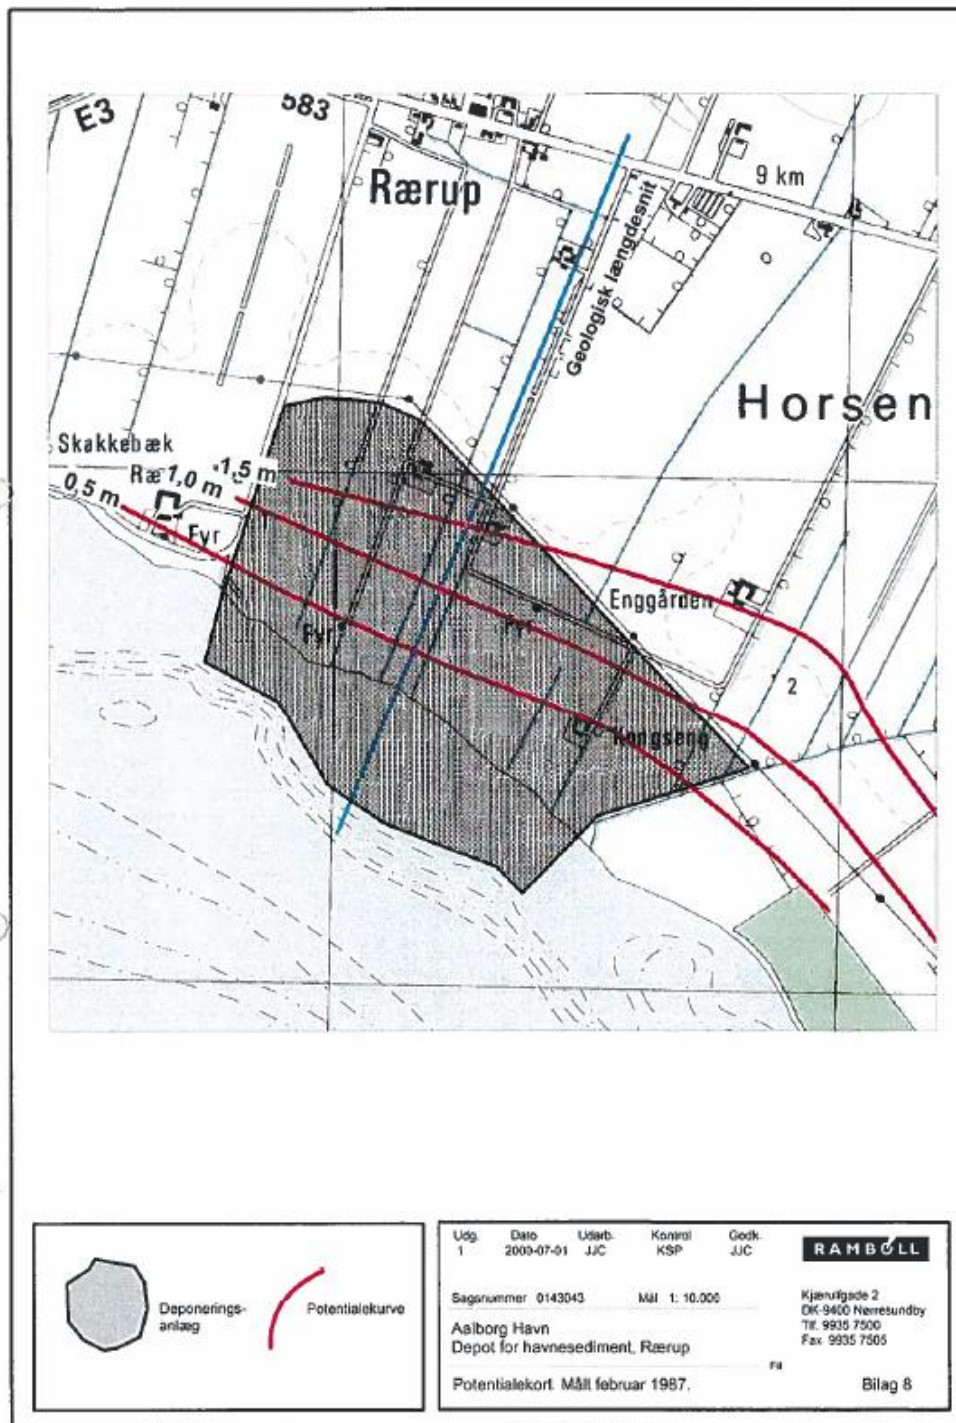 E3
583
Rærup
9 km
Geologisk længdesnit
Horsen
Skakkebæk
Ræ 1,0 m 1,5 m
0,5 m
Fyr
Enggården
Fyr
2
Kongseng
Deponerings-
anlæg
Potentialekurve
Udg. Dato Udarb. Kontrol Godk.
1 2000-07-01 JJC KSP JJC
RAMBØLL
Sagsnummer 0143043 Mål 1: 10.000
Kjærulfgade 2
DK-9400 Nørresundby
Tlf. 9935 7500
Fax 9935 7505
Aalborg Havn
Depot for havnesediment, Rærup
Fil
Potentialekort. Målt februar 1987.
Bilag 8